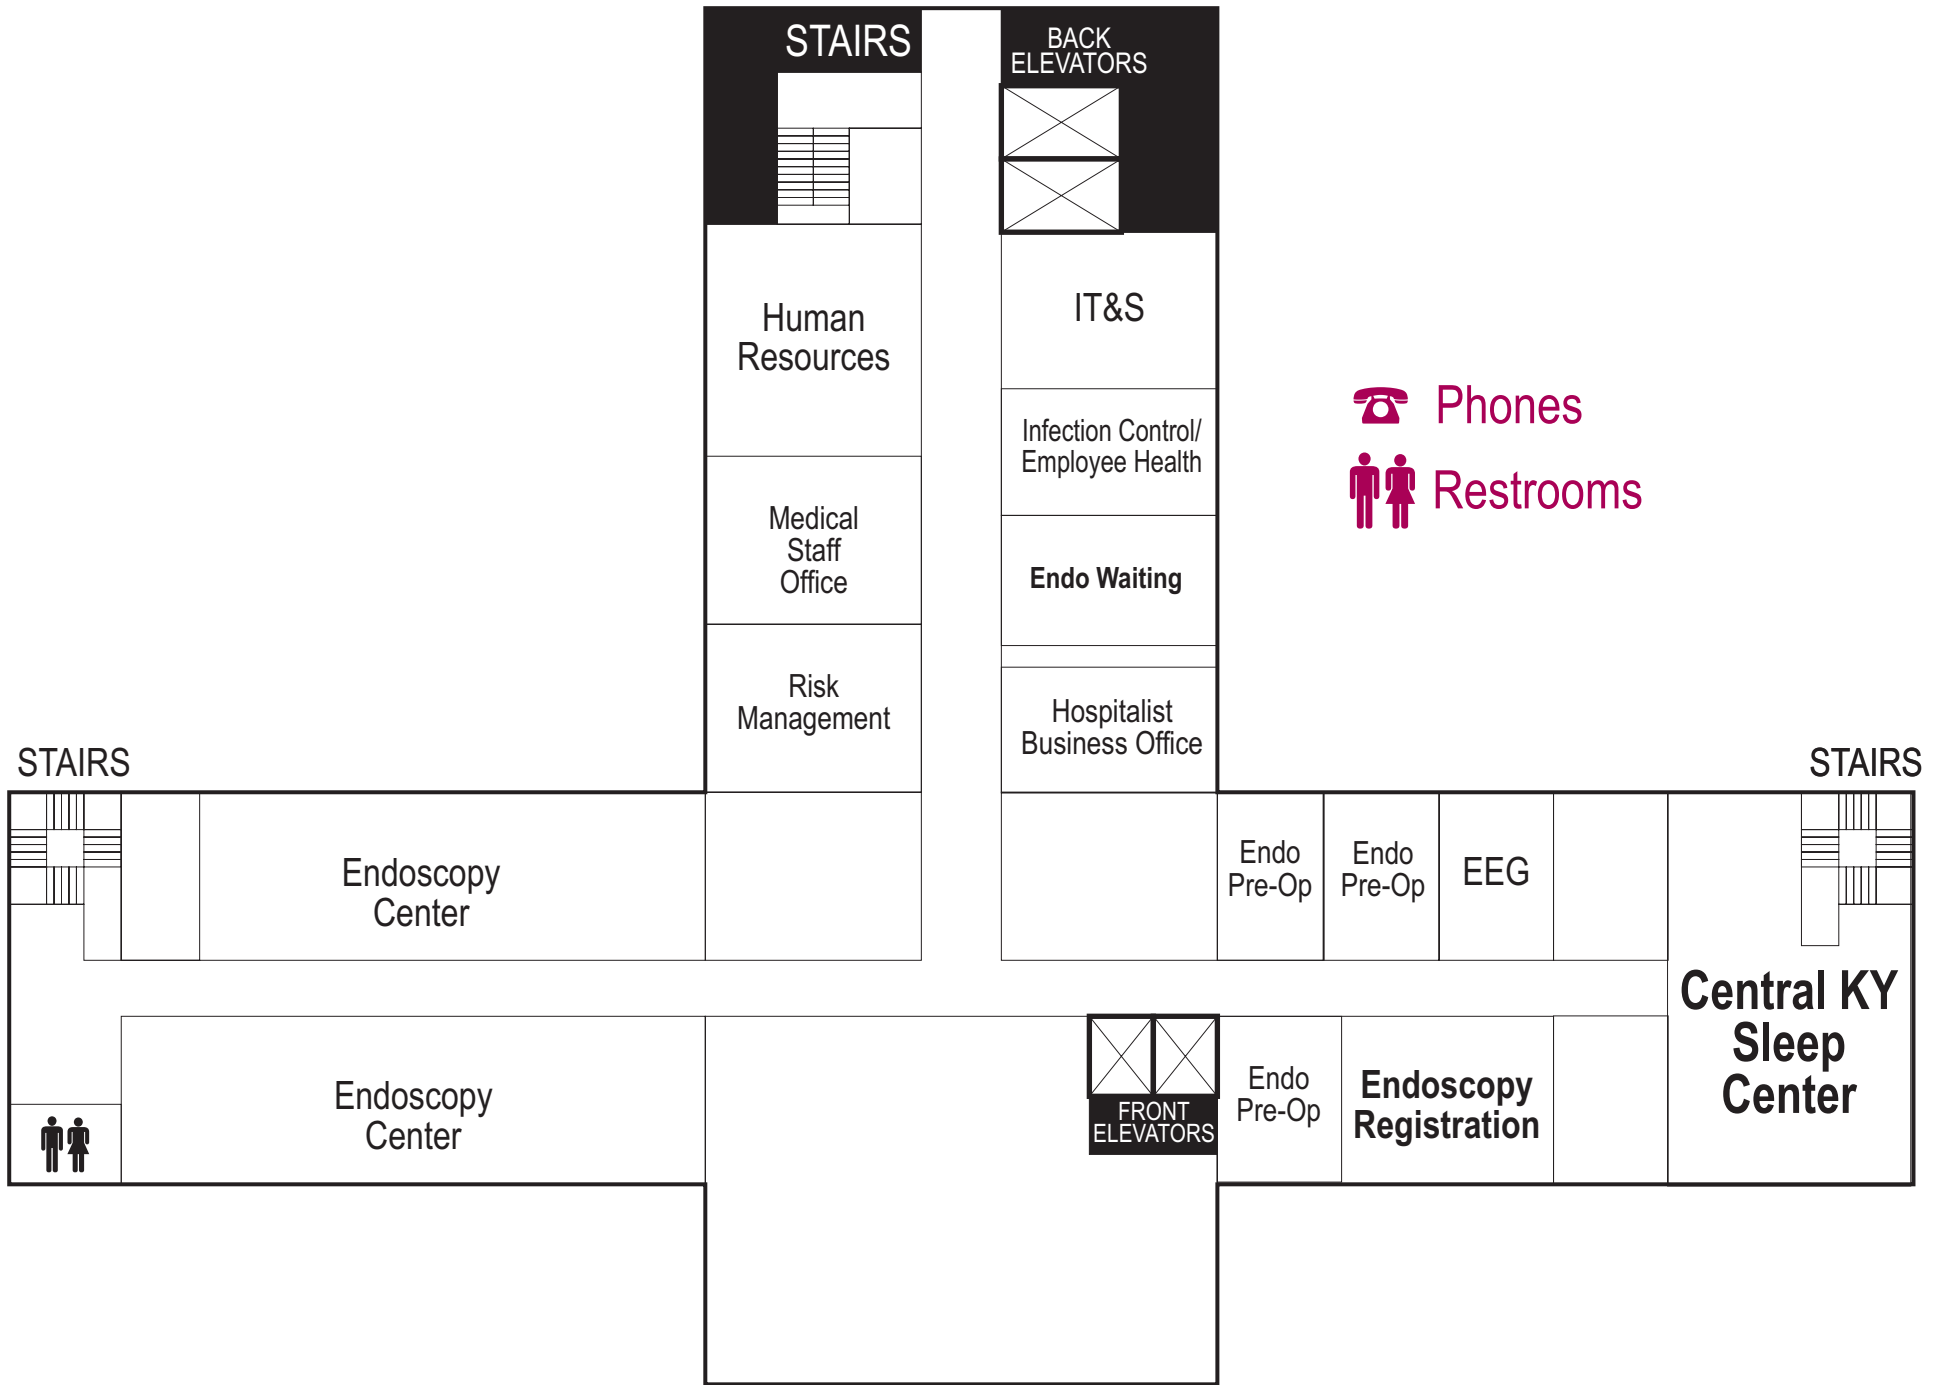 STAIRS
BACK
ELEVATORS
Human
Resources
IT&S
Phones
Infection Control/
Employee Health
Restrooms
Medical
Staff
Office
Endo Waiting
Risk
Management
Hospitalist
Business Office
STAIRS
STAIRS
Endoscopy
Center
Endo
Pre-Op
Endo
Pre-Op
EEG
Central KY
Sleep
Center
Endoscopy
Center
FRONT
ELEVATORS
Endo
Pre-Op
Endoscopy
Registration